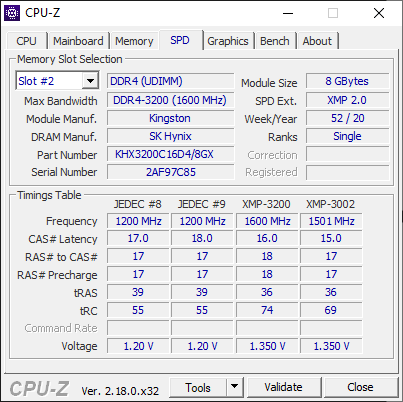 CPU-Z
CPU Mainboard Memory SPD Graphics Bench About
Memory Slot Selection
Slot #2 DDR4 (UDIMM) Module Size 8 GBytes
Max Bandwidth DDR4-3200 (1600 MHz) SPD Ext. XMP 2.0
Module Manuf. Kingston Week/Year 52 / 20
DRAM Manuf. SK Hynix Ranks Single
Part Number KHX3200C16D4/8GX Correction
Serial Number 2AF97C85 Registered
Timings Table
JEDEC #8 JEDEC #9 XMP-3200 XMP-3002
Frequency 1200 MHz 1200 MHz 1600 MHz 1501 MHz
CAS# Latency 17.0 18.0 16.0 15.0
RAS# to CAS# 17 17 18 17
RAS# Precharge 17 17 18 17
tRAS 39 39 36 36
tRC 55 55 74 69
Command Rate
Voltage 1.20 V 1.20 V 1.350 V 1.350 V
CPU-Z Ver. 2.18.0.x32 Tools Validate Close